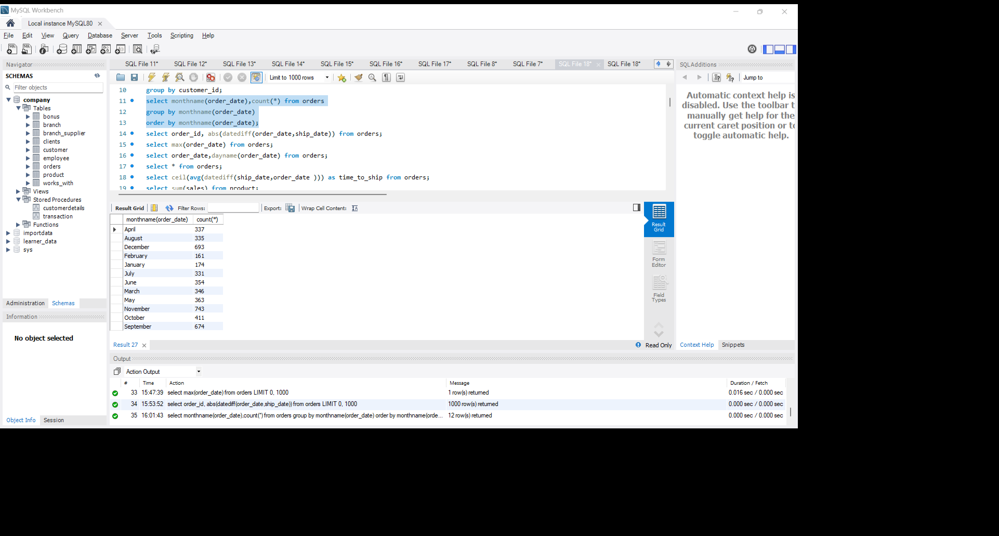 MySQL Workbench
Local instance MySQL80
File Edit View Query Database Server Tools Scripting Help
Navigator
SCHEMAS
Filter objects
company
Tables
bonus
branch
branch_supplier
clients
customer
employee
orders
product
works_with
Views
Stored Procedures
customerdetails
transaction
Functions
importdata
learner_data
sys
Administration Schemas
Information
No object selected
Object Info Session
SQL File 11* SQL File 12* SQL File 13* SQL File 14* SQL File 15* SQL File 16* SQL File 17* SQL File 8* SQL File 7* SQL File 18* SQL File 18*
Limit to 1000 rows
10 group by customer_id;
11 select monthname(order_date),count(*) from orders
12 group by monthname(order_date)
13 order by monthname(order_date);
14 select order_id, abs(datediff(order_date,ship_date)) from orders;
15 select max(order_date) from orders;
16 select order_date,dayname(order_date) from orders;
17 select * from orders;
18 select ceil(avg(datediff(ship_date,order_date ))) as time_to_ship from orders;
19 select sum(sales) from product;
Result Grid Filter Rows: Export: Wrap Cell Content:
monthname(order_date) count(*)
April 337
August 335
December 693
February 161
January 174
July 331
June 354
March 346
May 363
November 743
October 411
September 674
Result Grid
Form Editor
Field Types
Result 27
Read Only
SQLAdditions
Jump to
Automatic context help is
disabled. Use the toolbar t
manually get help for the
current caret position or to
toggle automatic help.
Context Help Snippets
Output
Action Output
# Time Action Message Duration / Fetch
33 15:47:39 select max(order_date) from orders LIMIT 0, 1000 1 row(s) returned 0.016 sec / 0.000 sec
34 15:53:52 select order_id, abs(datediff(order_date,ship_date)) from orders LIMIT 0, 1000 1000 row(s) returned 0.000 sec / 0.000 sec
35 16:01:43 select monthname(order_date),count(*) from orders group by monthname(order_date) order by monthname(orde... 12 row(s) returned 0.000 sec / 0.000 sec